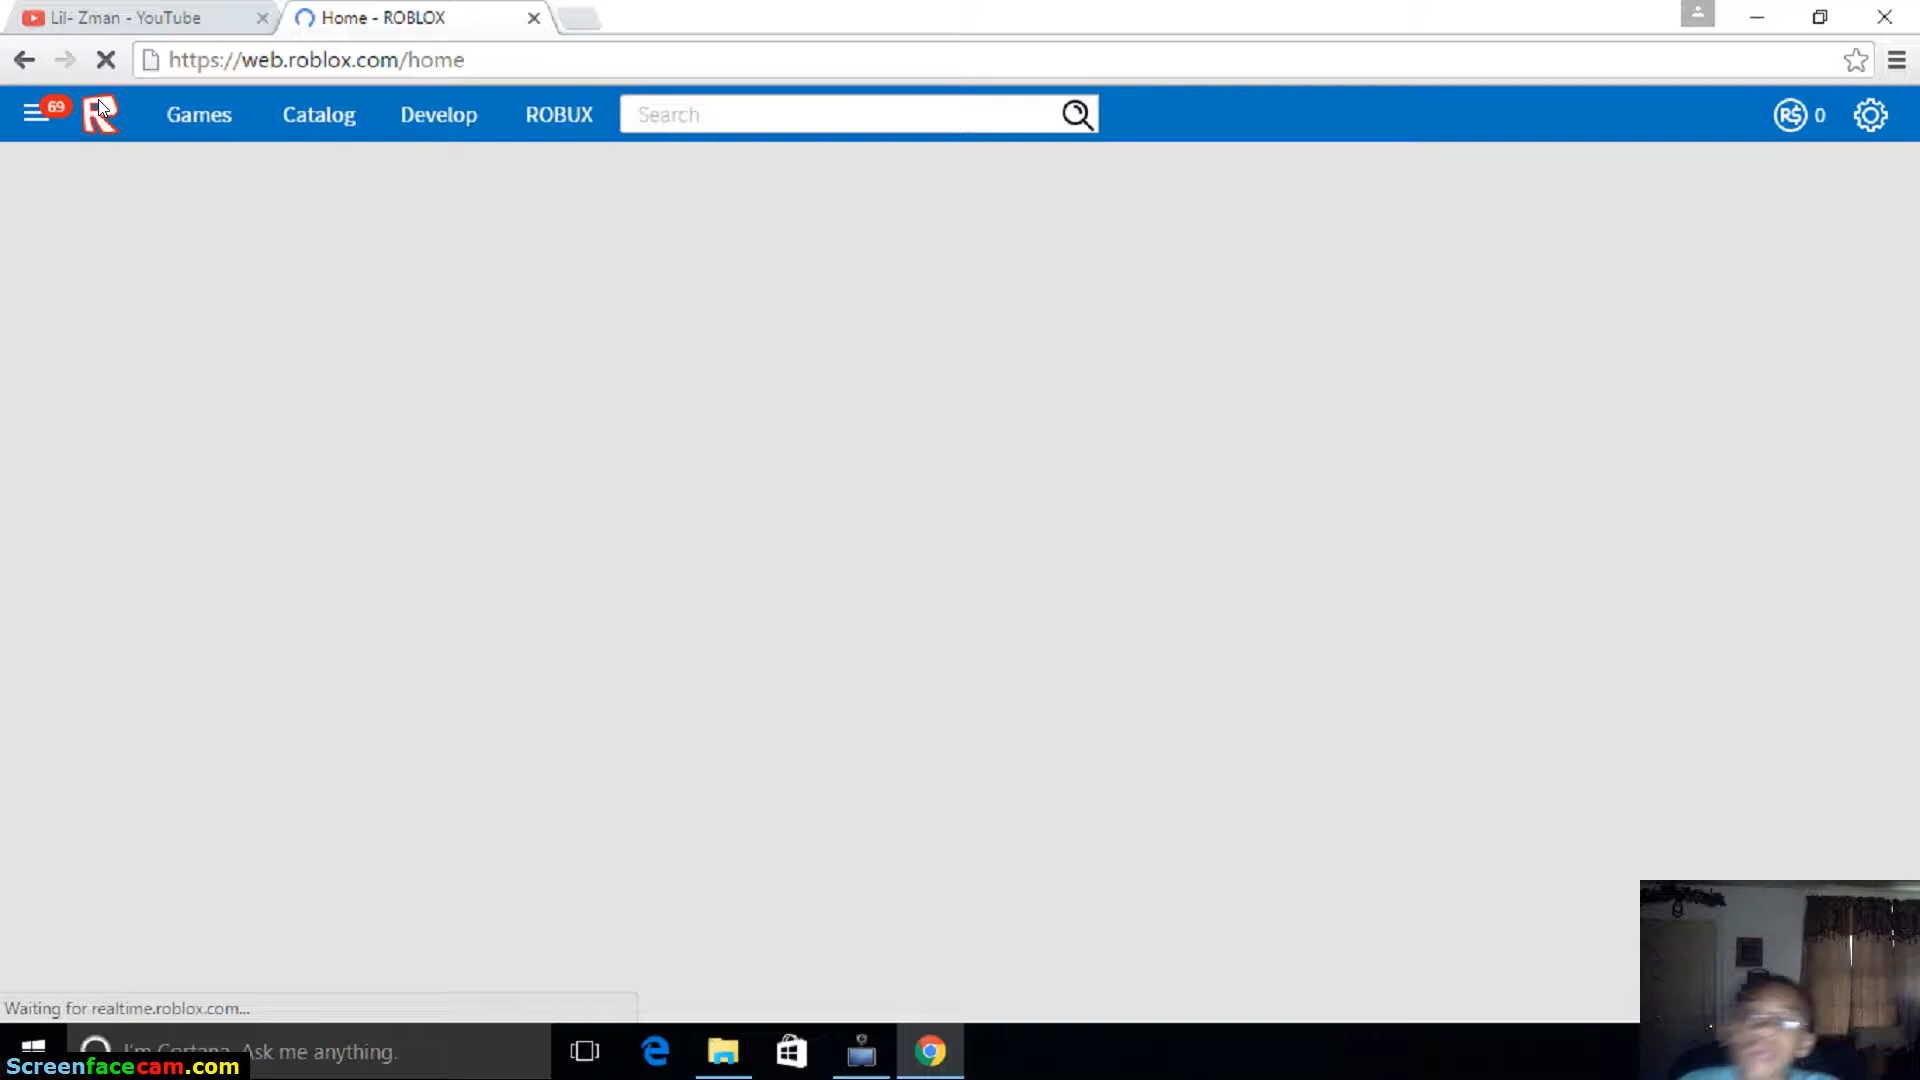 Lil- Zman - YouTube
Home - ROBLOX
https://web.roblox.com/home
69
Games
Catalog
Develop
ROBUX
Search
R$ 0
Waiting for realtime.roblox.com...
I'm Cortana. Ask me anything.
Screenfacecam.com